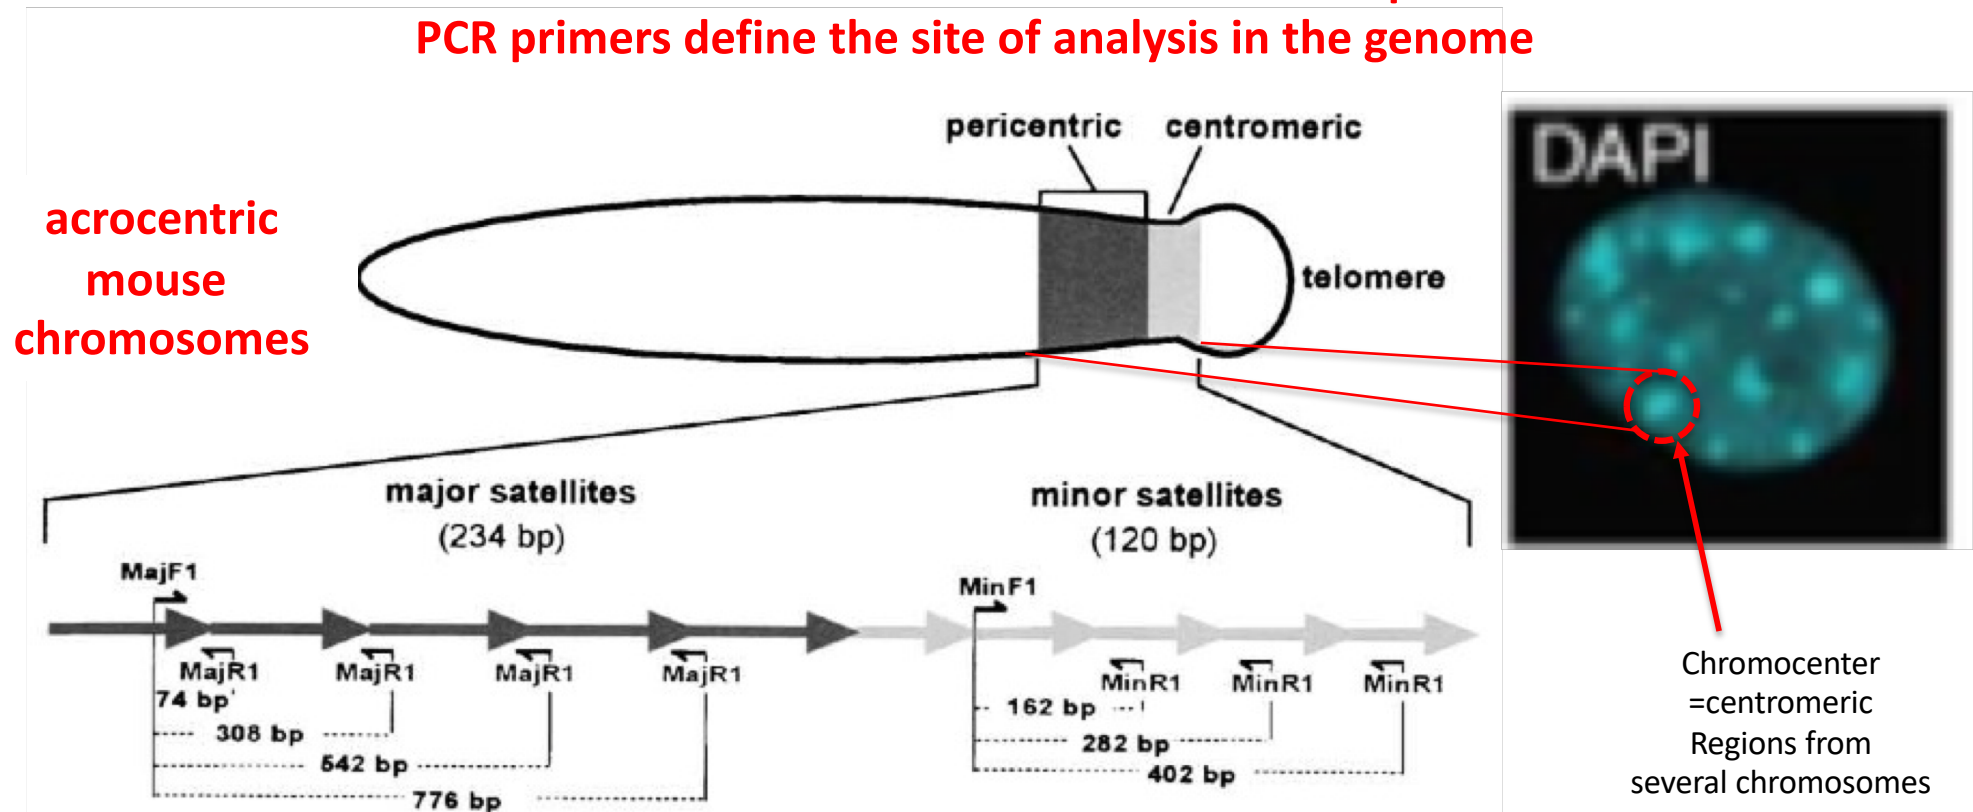 PCR primers define the site of analysis in the genome
pericentric centromeric
DAPI
acrocentric
mouse
chromosomes
telomere
major satellites
(234 bp)
minor satellites
(120 bp)
MajF1
MinF1
MajR1 MajR1 MajR1 MajR1
MinR1 MinR1 MinR1
74 bp
308 bp
542 bp
776 bp
162 bp
282 bp
402 bp
Chromocenter
=centromeric
Regions from
several chromosomes